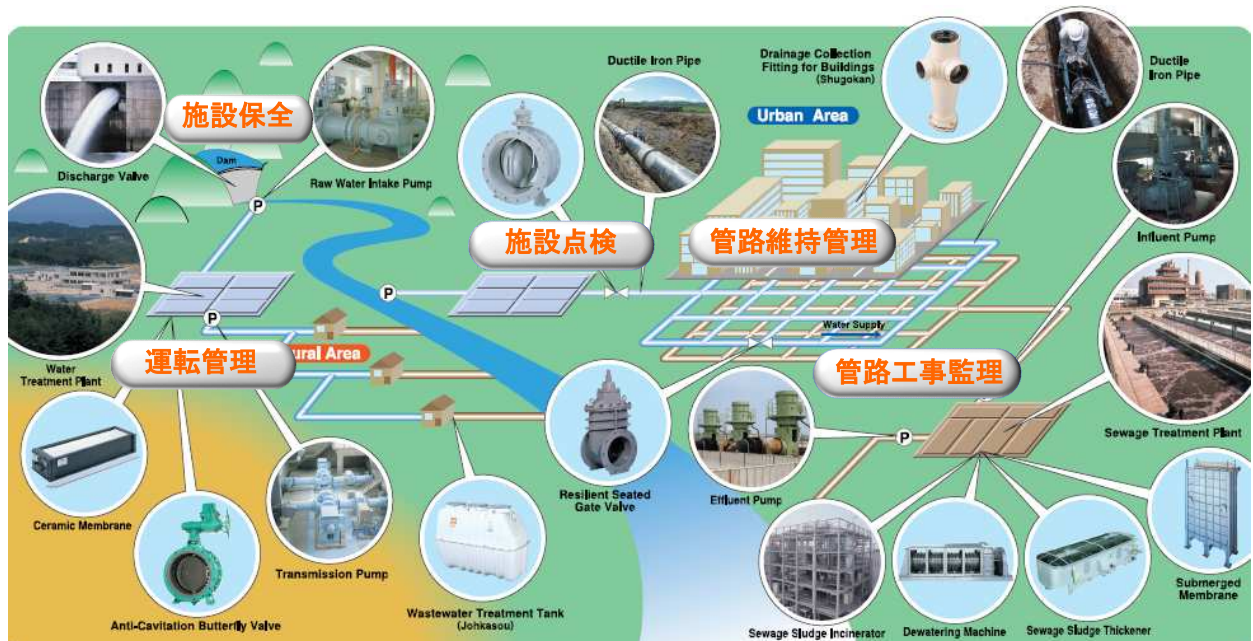 施設保全
Discharge Valve
Dam
Raw Water Intake Pump
P
Ductile Iron Pipe
Drainage Collection
Fitting for Buildings
(Shugokan)
Urban Area
Ductile
Iron Pipe
Influent Pump
施設点検
管路維持管理
P
P
Water Supply
運転管理
ural Area
Water
Treatment Plant
管路工事監理
P
Sewage Treatment Plant
Ceramic Membrane
Anti-Cavitation Butterfly Valve
Transmission Pump
Wastewater Treatment Tank
(Johkasou)
Resilient Seated
Gate Valve
Effluent Pump
Sewage Sludge Incinerator
Dewatering Machine
Sewage Sludge Thickener
Submerged
Membrane